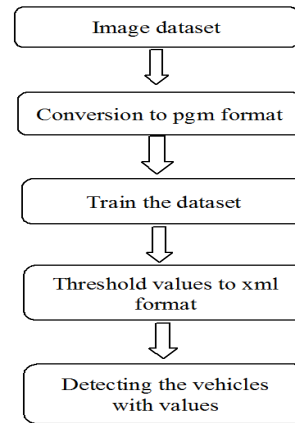 Image dataset
Conversion to pgm format
Train the dataset
Threshold values to xml
format
Detecting the vehicles
with values